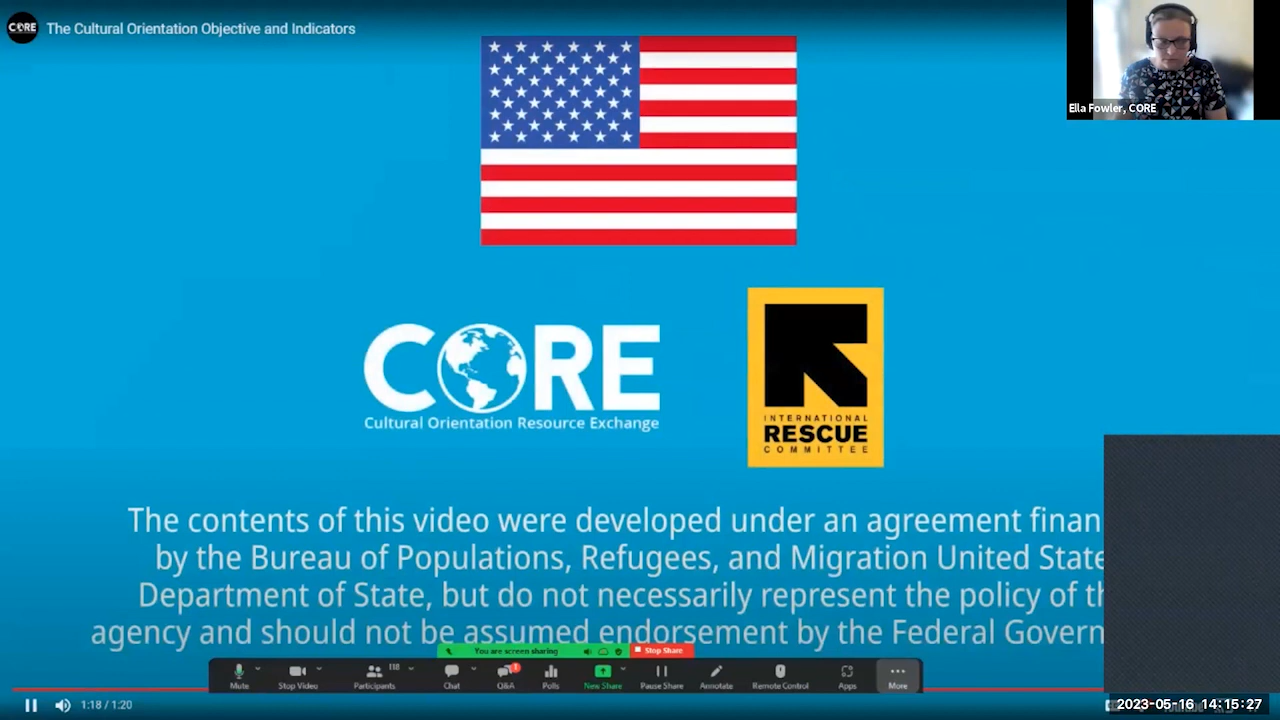 CORE
The Cultural Orientation Objective and Indicators
Ella Fowler, CORE
CORE
Cultural Orientation Resource Exchange
INTERNATIONAL
RESCUE
COMMITTEE
The contents of this video were developed under an agreement finan
by the Bureau of Populations, Refugees, and Migration United State
Department of State, but do not necessarily represent the policy of th
agency and should not be assumed endorsement by the Federal Govern
You are screen sharing
Stop Share
Mute
Stop Video
Participants
118
Chat
Q&A
1
Polls
New Share
Pause Share
Annotate
Remote Control
Apps
More
1:18 / 1:20
2023-05-16 14:15:27